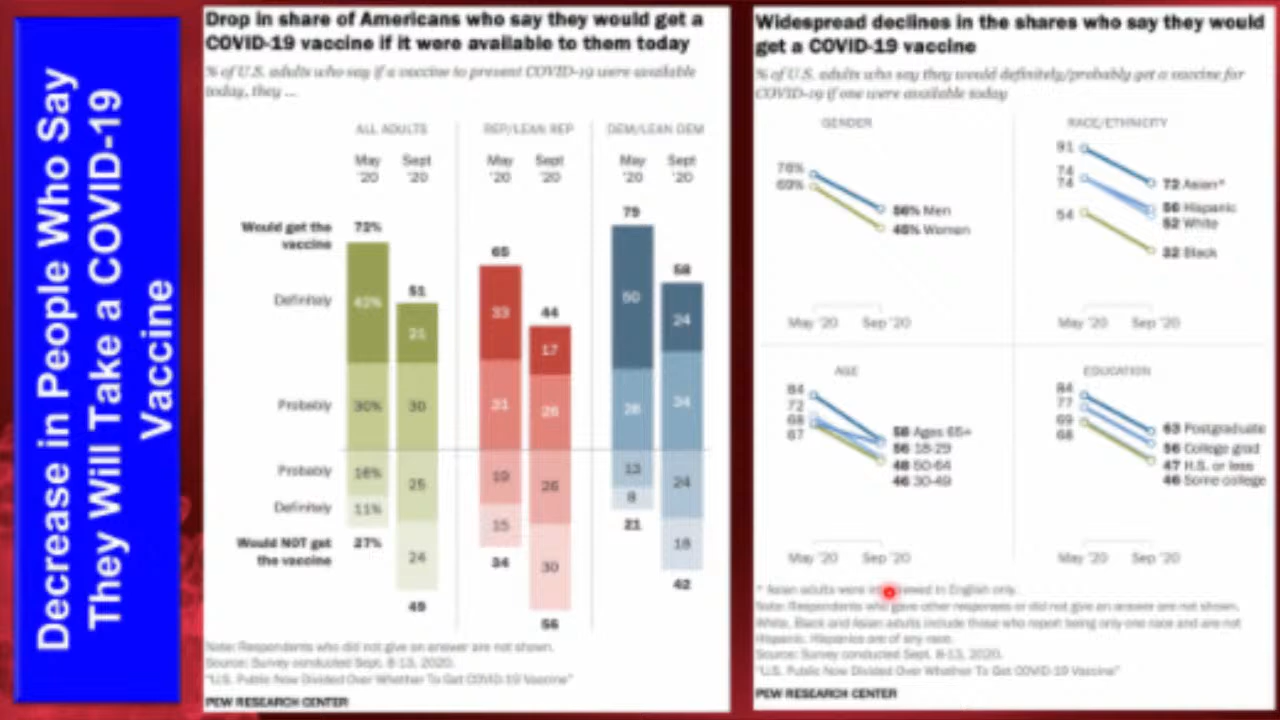 Decrease in People Who Say
They Will Take a COVID-19
Vaccine
Drop in share of Americans who say they would get a
COVID-19 vaccine if it were available to them today
% of U.S. adults who say if a vaccine to prevent COVID-19 were available
today, they ...
ALL ADULTS REP/LEAN REP DEM/LEAN DEM
May Sept May Sept May Sept
'20 '20 '20 '20 '20 '20
79
Would get the 72% 65 58
vaccine
Definitely 42% 51 33 44 50 24
21 17
Probably 30% 30 31 26 28 34
Probably 16% 25 19 26 13 24
Definitely 11% 15 8
21
Would NOT get 27% 24 34 30 18
the vaccine
42
49
56
Note: Respondents who did not give an answer are not shown.
Source: Survey conducted Sept. 8-13, 2020.
"U.S. Public Now Divided Over Whether To Get COVID-19 Vaccine"
PEW RESEARCH CENTER
Widespread declines in the shares who say they would
get a COVID-19 vaccine
% of U.S. adults who say they would definitely/probably get a vaccine for
COVID-19 if one were available today
GENDER
76%
69%
56% Men
Women
May '20 Sep '20
RACE/ETHNICITY
91
74
74
54
72 Asian*
56 Hispanic
52 White
32 Black
May '20 Sep '20
AGE
84
72
68
67
58 Ages 65+
56 18-29
48 50-64
46 30-49
May '20 Sep '20
EDUCATION
84
77
69
68
63 Postgraduate
56 College grad
47 H.S. or less
46 Some college
May '20 Sep '20
* Asian adults were interviewed in English only.
Note: Respondents who gave other responses or did not give an answer are not shown.
White, Black and Asian adults include those who report being only one race and are not
Hispanic. Hispanics are of any race.
Source: Survey conducted Sept. 8-13, 2020.
"U.S. Public Now Divided Over Whether To Get COVID-19 Vaccine"
PEW RESEARCH CENTER